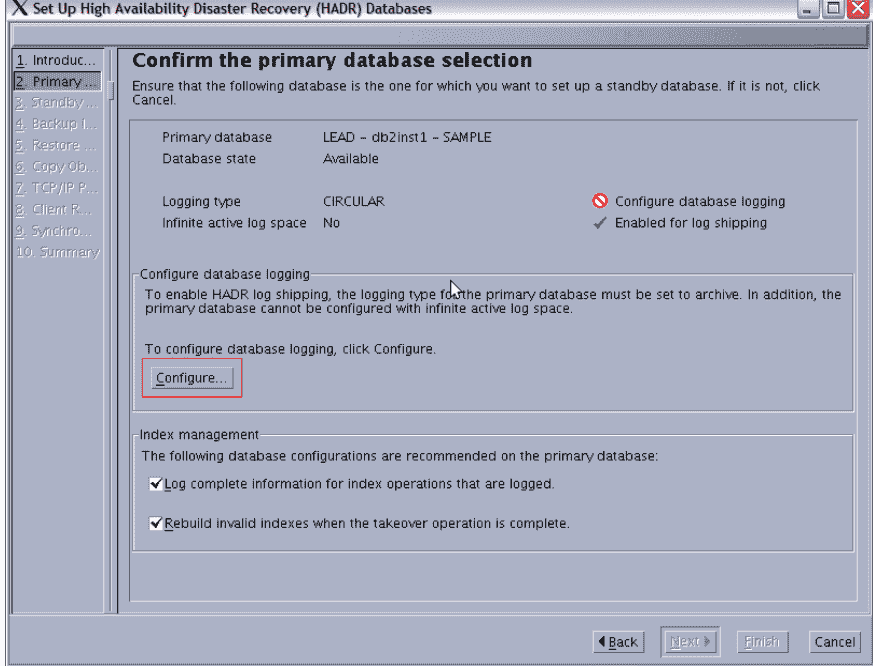 X Set Up High Availability Disaster Recovery (HADR) Databases
1. Introduc...
2. Primary ...
3. Standby ...
4. Backup I...
5. Restore ...
6. Copy Ob...
7. TCP/IP P...
8. Client R...
9. Synchro...
10. Summary
Confirm the primary database selection
Ensure that the following database is the one for which you want to set up a standby database. If it is not, click
Cancel.
Primary database LEAD - db2inst1 - SAMPLE
Database state Available
Logging type CIRCULAR Configure database logging
Infinite active log space No Enabled for log shipping
Configure database logging
To enable HADR log shipping, the logging type for the primary database must be set to archive. In addition, the
primary database cannot be configured with infinite active log space.
To configure database logging, click Configure.
Configure...
Index management
The following database configurations are recommended on the primary database:
Log complete information for index operations that are logged.
Rebuild invalid indexes when the takeover operation is complete.
Back Next Finish Cancel